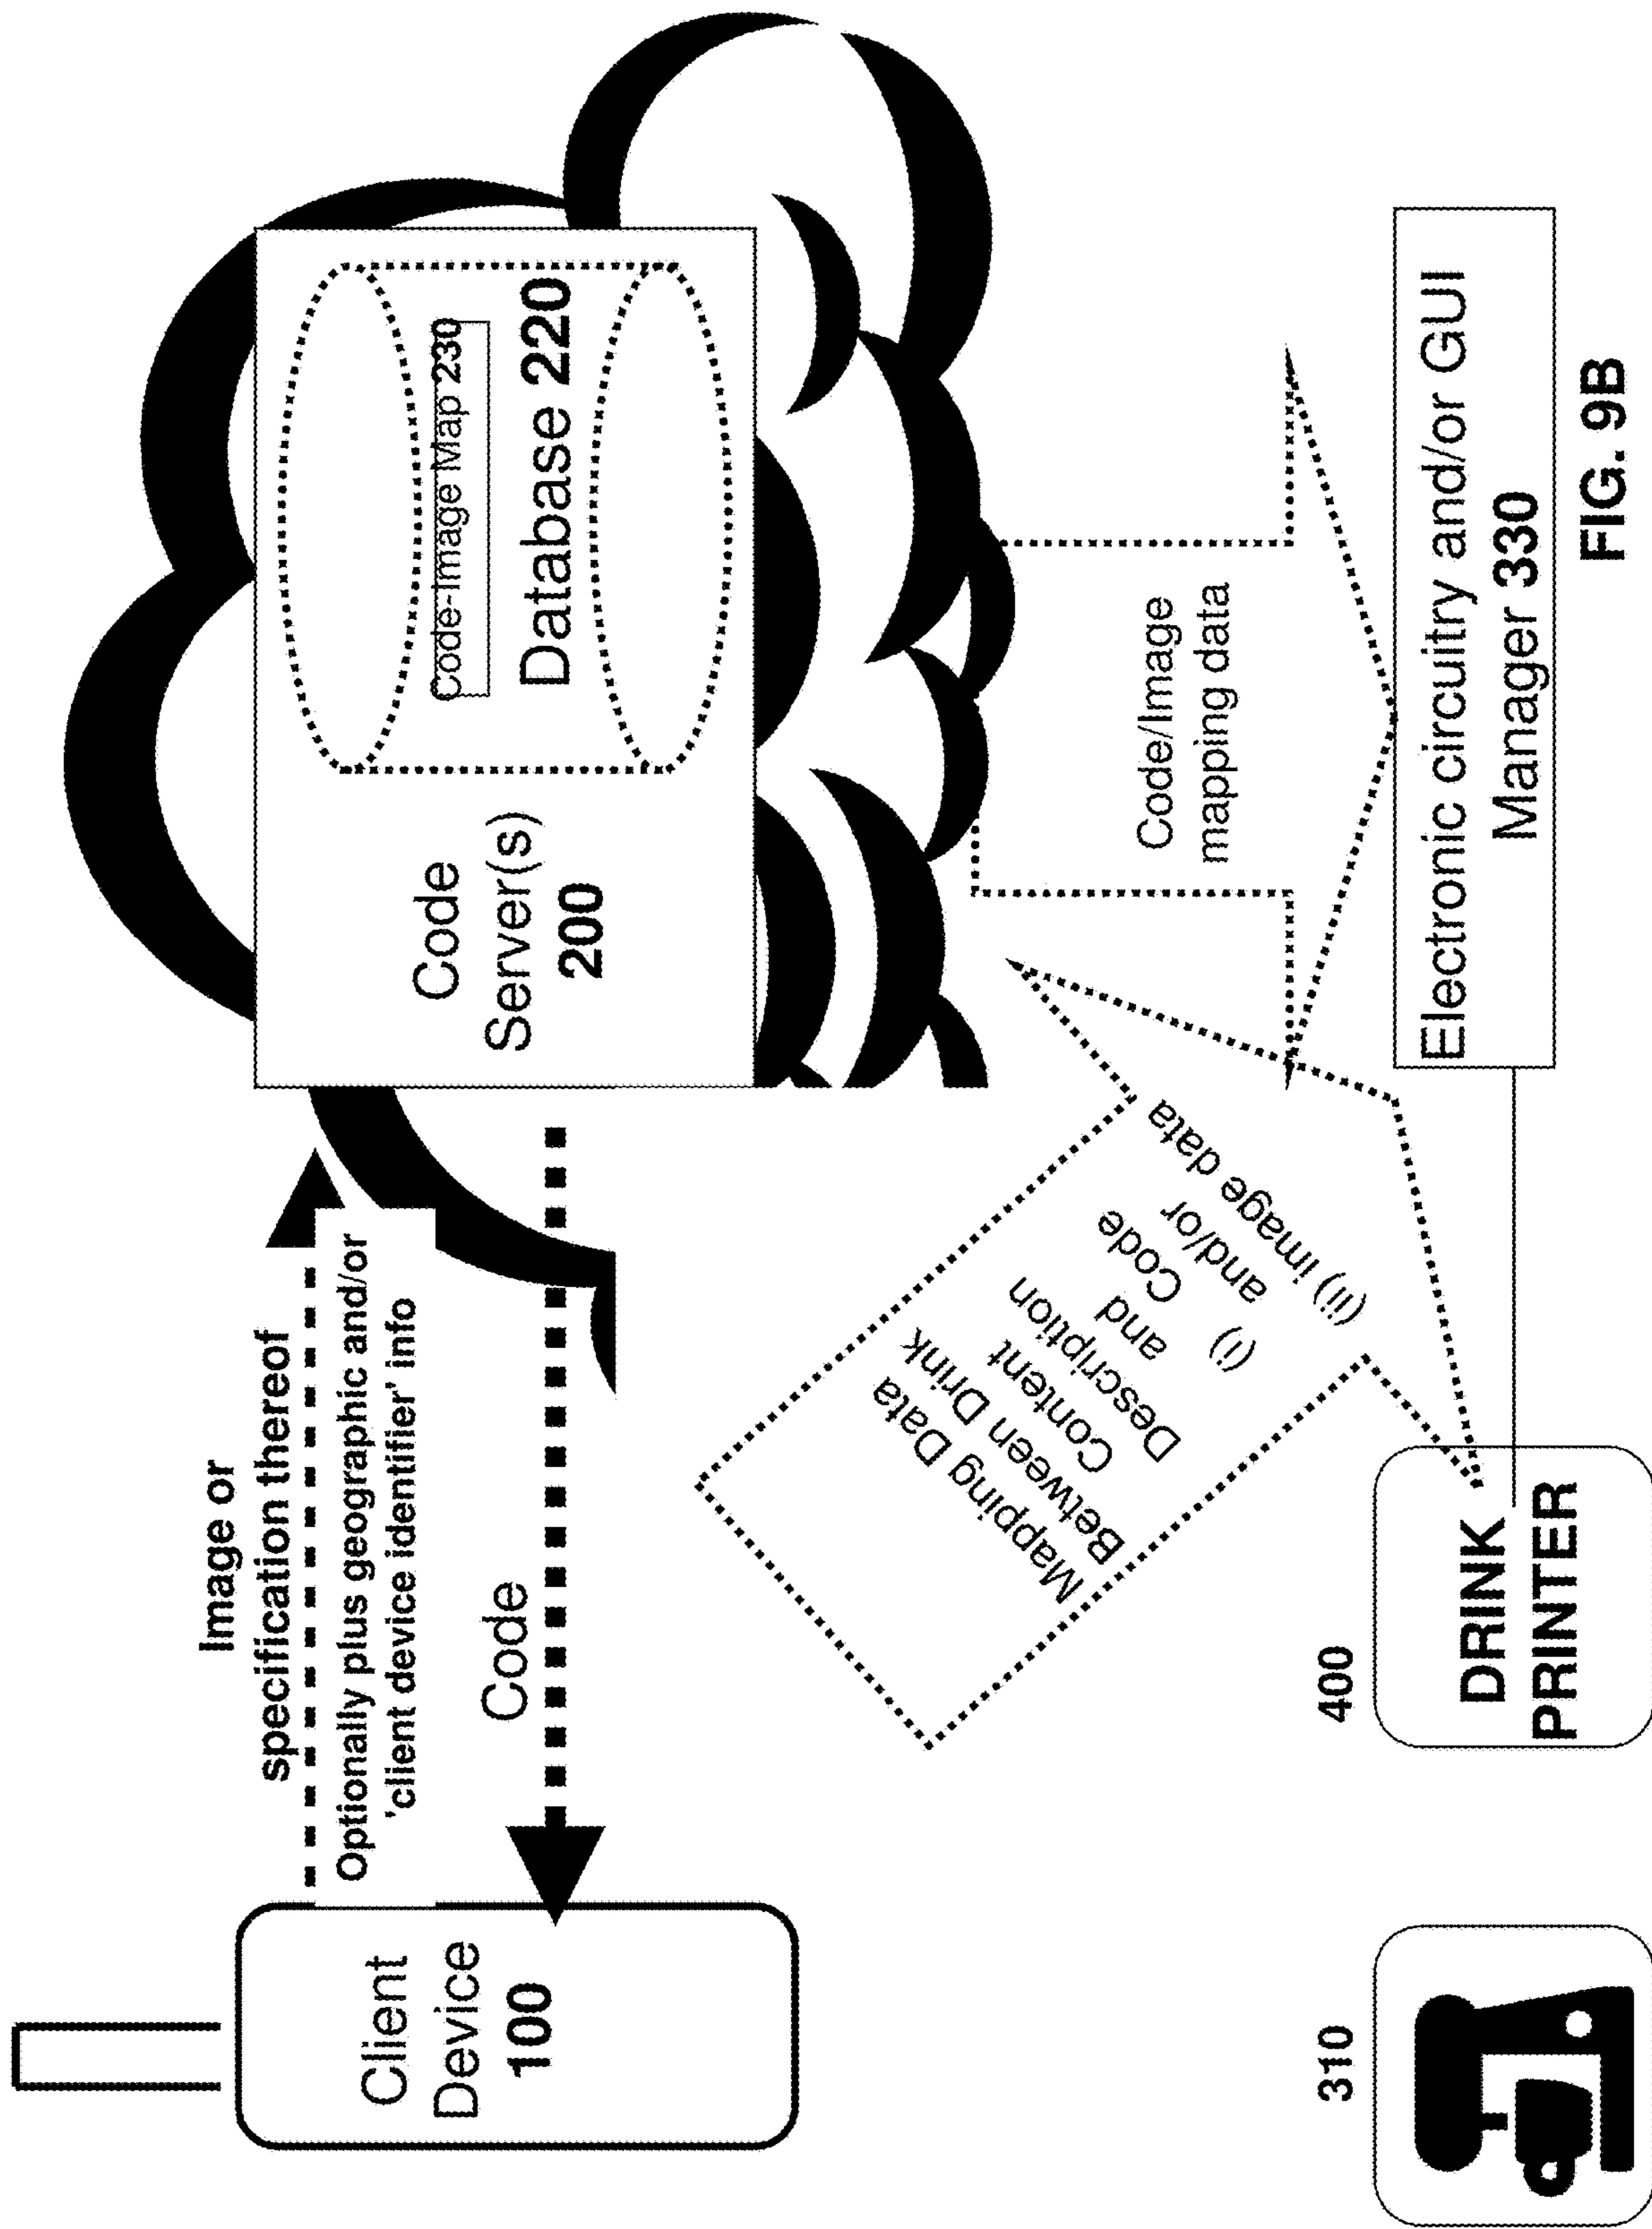 Image or
specification thereof
Optionally plus geographic and/or
'client device identifier' info
Client
Device
100
Code
Code
Server(s)
200
Code-Image Map 230
Database 220
Mapping Data
Between Drink
Content
Description
and
(i) Code
and/or
(ii) image data
Code/Image
mapping data
310
400
DRINK
PRINTER
Electronic circuitry and/or GUI
Manager 330
FIG. 9B